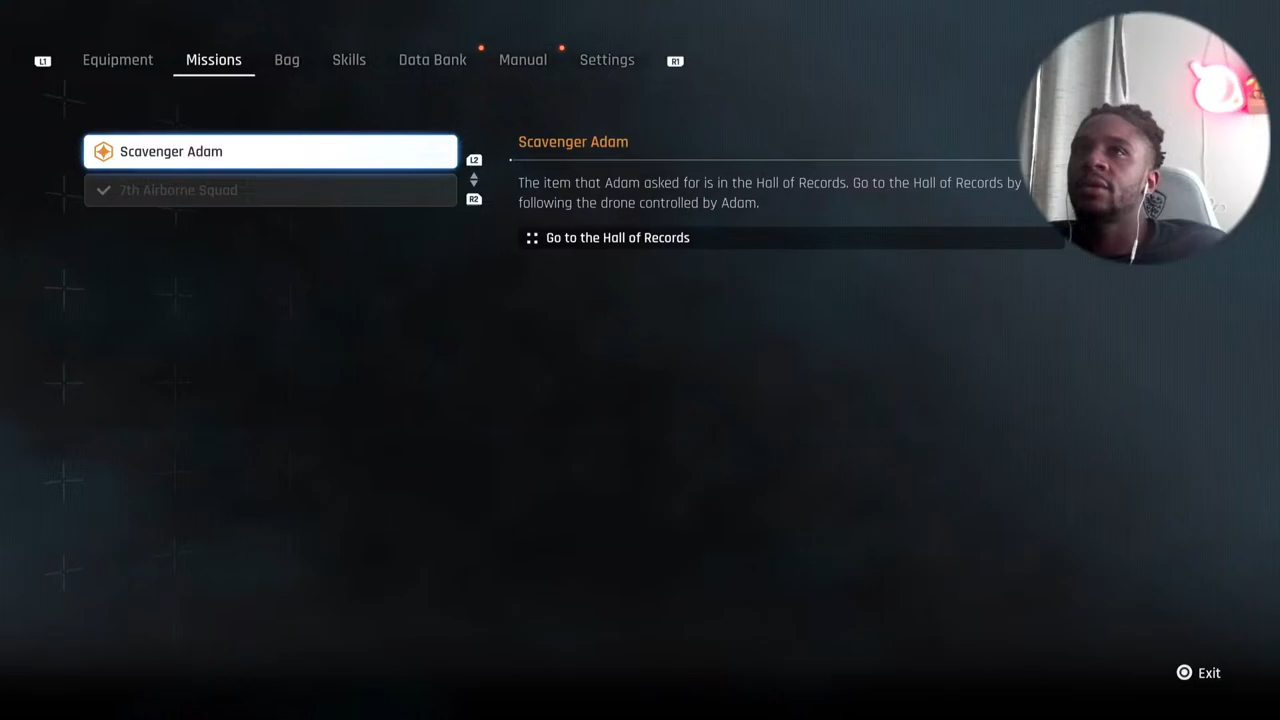 L1 Equipment Missions Bag Skills Data Bank Manual Settings R1
Scavenger Adam
7th Airborne Squad
L2
R2
Scavenger Adam
The item that Adam asked for is in the Hall of Records. Go to the Hall of Records by
following the drone controlled by Adam.
Go to the Hall of Records
Exit